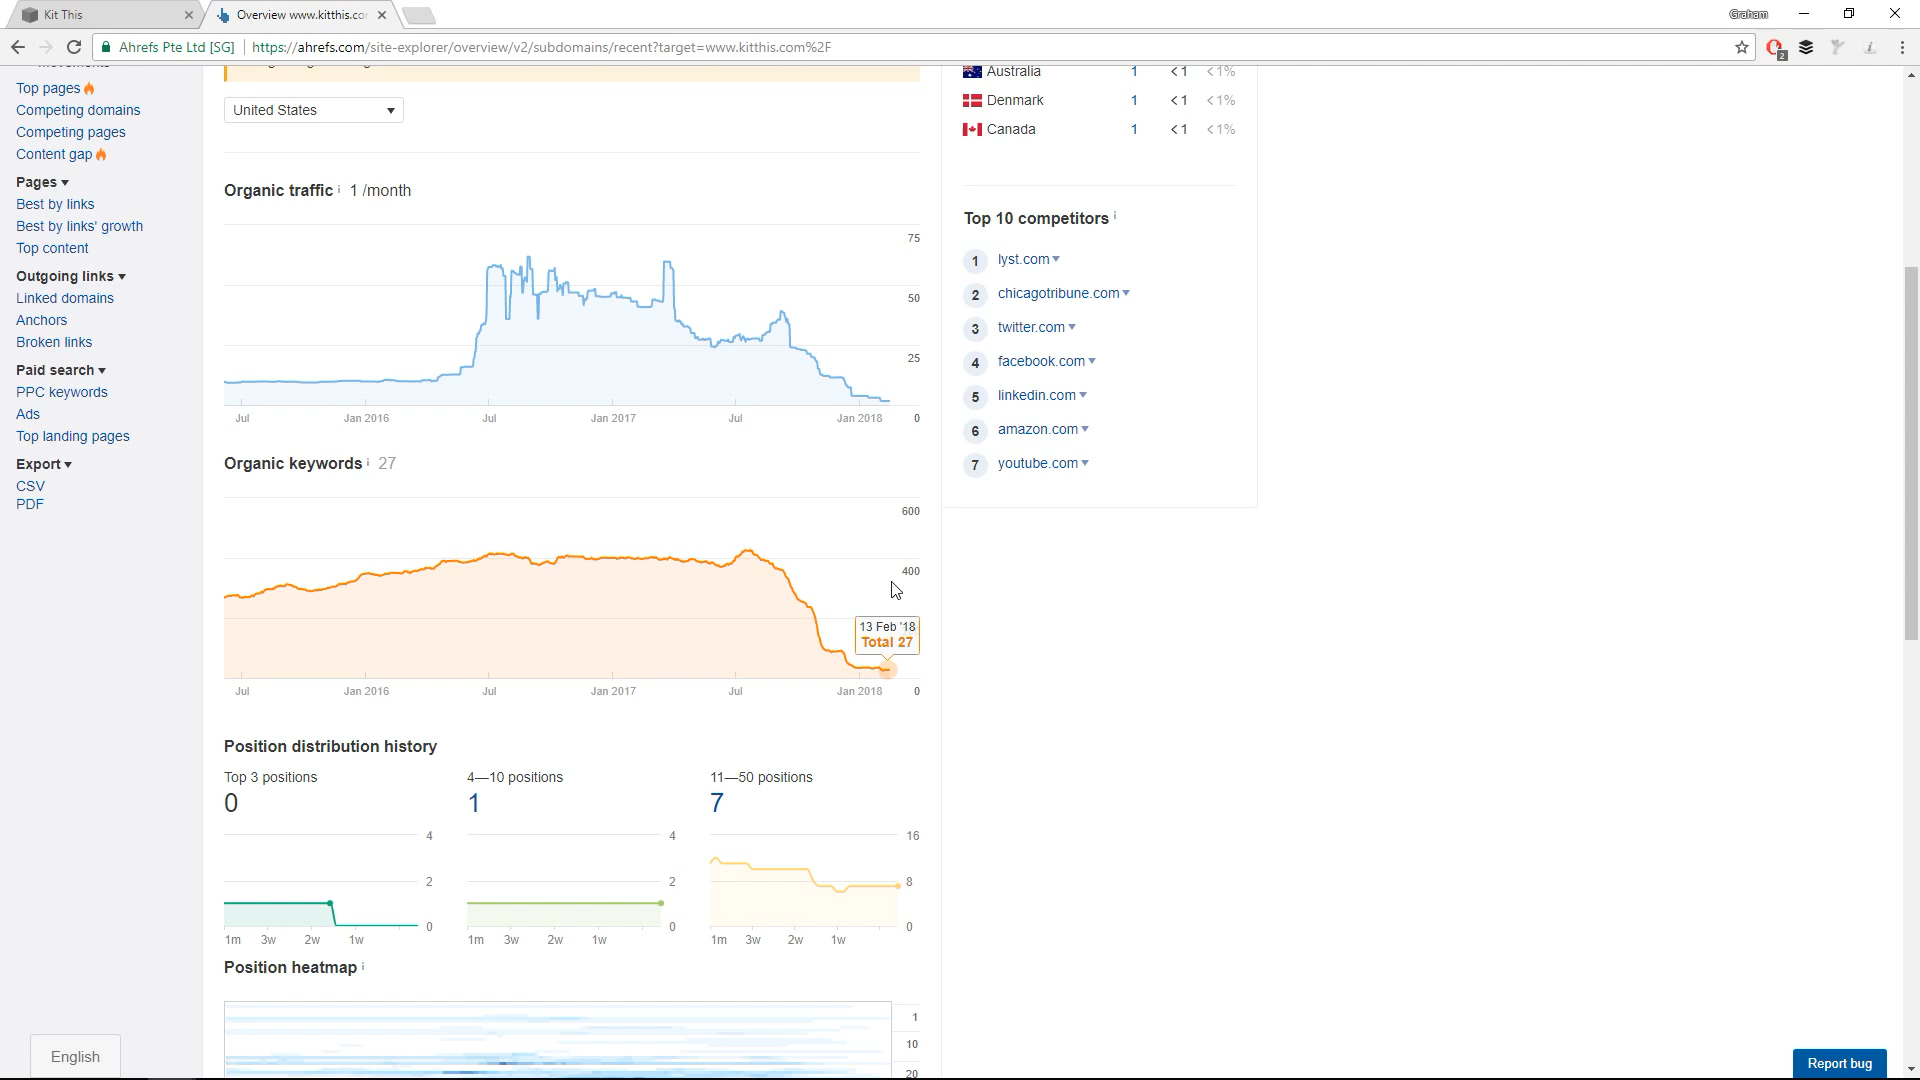 Kit This
Overview www.kitthis.co
Graham
Ahrefs Pte Ltd [SG]
https://ahrefs.com/site-explorer/overview/v2/subdomains/recent?target=www.kitthis.com%2F
2
Top pages
Competing domains
Competing pages
Content gap
Pages
Best by links
Best by links' growth
Top content
Outgoing links
Linked domains
Anchors
Broken links
Paid search
PPC keywords
Ads
Top landing pages
Export
CSV
PDF
English
United States
Organic traffic i 1 /month
75
50
25
0
Jul Jan 2016 Jul Jan 2017 Jul Jan 2018
Organic keywords i 27
600
400
13 Feb '18
Total 27
0
Jul Jan 2016 Jul Jan 2017 Jul Jan 2018
Position distribution history
Top 3 positions
0
4
2
0
1m 3w 2w 1w
4—10 positions
1
4
2
0
1m 3w 2w 1w
11—50 positions
7
16
8
0
1m 3w 2w 1w
Position heatmap i
1
10
20
Australia 1 <1 <1%
Denmark 1 <1 <1%
Canada 1 <1 <1%
Top 10 competitors i
1 lyst.com
2 chicagotribune.com
3 twitter.com
4 facebook.com
5 linkedin.com
6 amazon.com
7 youtube.com
Report bug